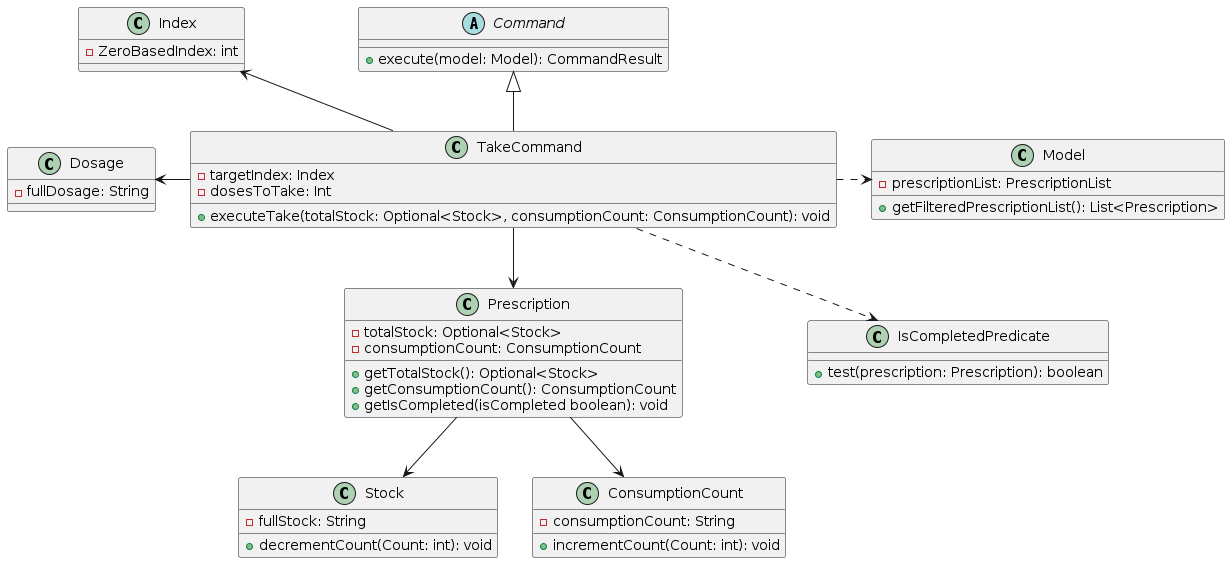 C Index
ZeroBasedIndex: int
A Command
execute(model: Model): CommandResult
C Dosage
fullDosage: String
C TakeCommand
targetIndex: Index
dosesToTake: Int
executeTake(totalStock: Optional<Stock>, consumptionCount: ConsumptionCount): void
C Model
prescriptionList: PrescriptionList
getFilteredPrescriptionList(): List<Prescription>
C Prescription
totalStock: Optional<Stock>
consumptionCount: ConsumptionCount
getTotalStock(): Optional<Stock>
getConsumptionCount(): ConsumptionCount
getIsCompleted(isCompleted boolean): void
C IsCompletedPredicate
test(prescription: Prescription): boolean
C Stock
fullStock: String
decrementCount(Count: int): void
C ConsumptionCount
consumptionCount: String
incrementCount(Count: int): void